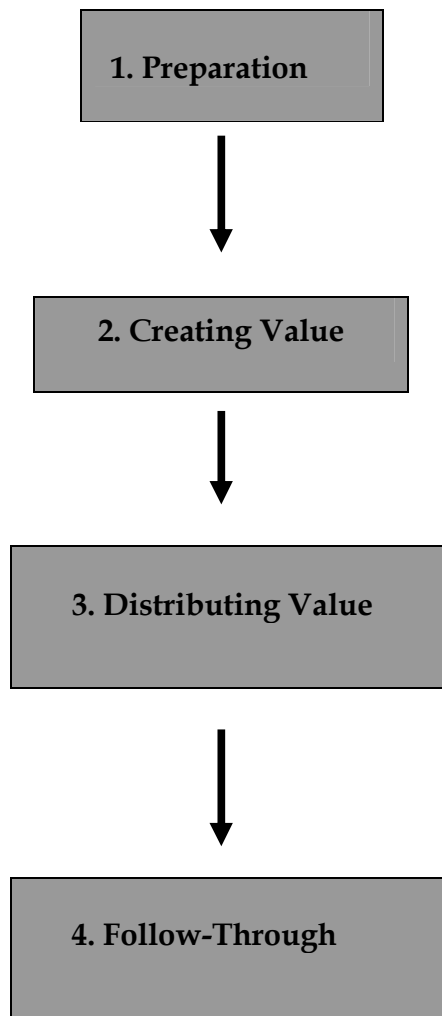 1. Preparation
2. Creating Value
3. Distributing Value
4. Follow-Through